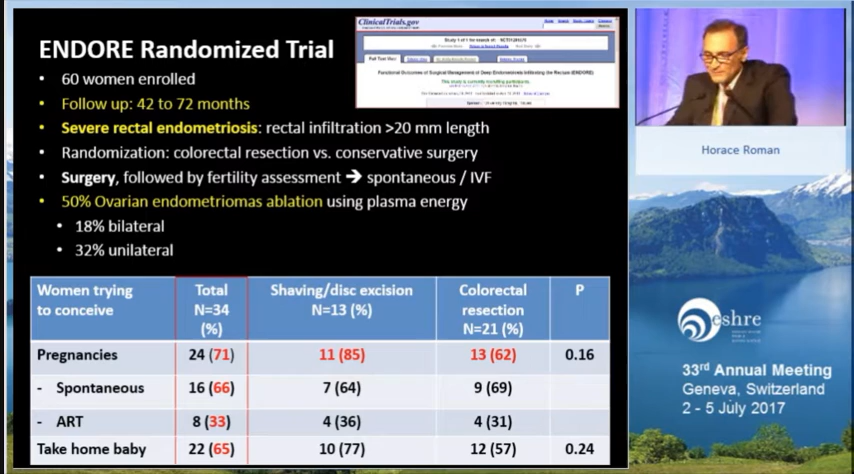 ENDORE Randomized Trial
• 60 women enrolled
• Follow up: 42 to 72 months
• Severe rectal endometriosis: rectal infiltration >20 mm length
• Randomization: colorectal resection vs. conservative surgery
• Surgery, followed by fertility assessment ➔ spontaneous / IVF
• 50% Ovarian endometriomas ablation using plasma energy
• 18% bilateral
• 32% unilateral
ClinicalTrials.gov
Functional Outcomes of Surgical Management of Deep Endometriosis Infiltrating the Rectum (ENDORE)
This study is currently recruiting participants.
Women trying to conceive Total N=34 (%) Shaving/disc excision N=13 (%) Colorectal resection N=21 (%) P
Pregnancies 24 (71) 11 (85) 13 (62) 0.16
- Spontaneous 16 (66) 7 (64) 9 (69)
- ART 8 (33) 4 (36) 4 (31)
Take home baby 22 (65) 10 (77) 12 (57) 0.24
Horace Roman
eshre
33rd Annual Meeting
Geneva, Switzerland
2 - 5 July 2017